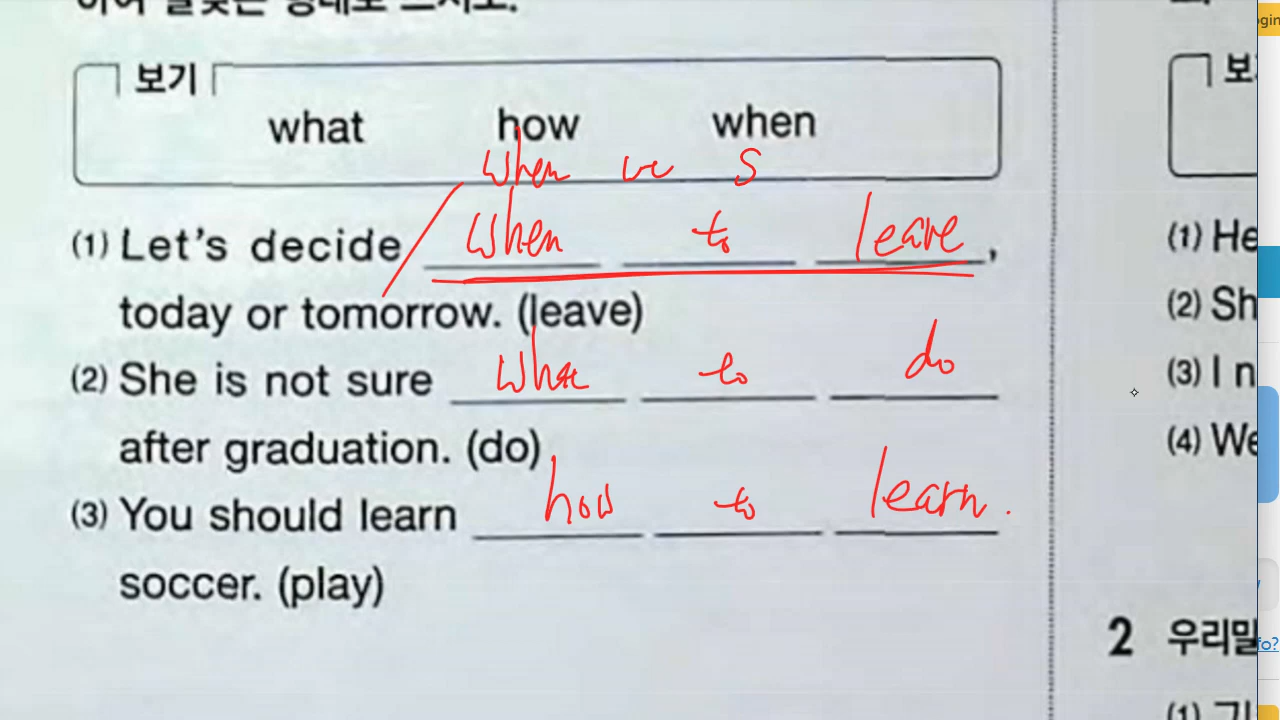 보기
what how when
when we s
(1) Let's decide when to leave,
today or tomorrow. (leave)
(2) She is not sure what to do
after graduation. (do)
(3) You should learn how to learn.
soccer. (play)
보
(1) He
(2) Sh
(3) I n
(4) We
2 우리말